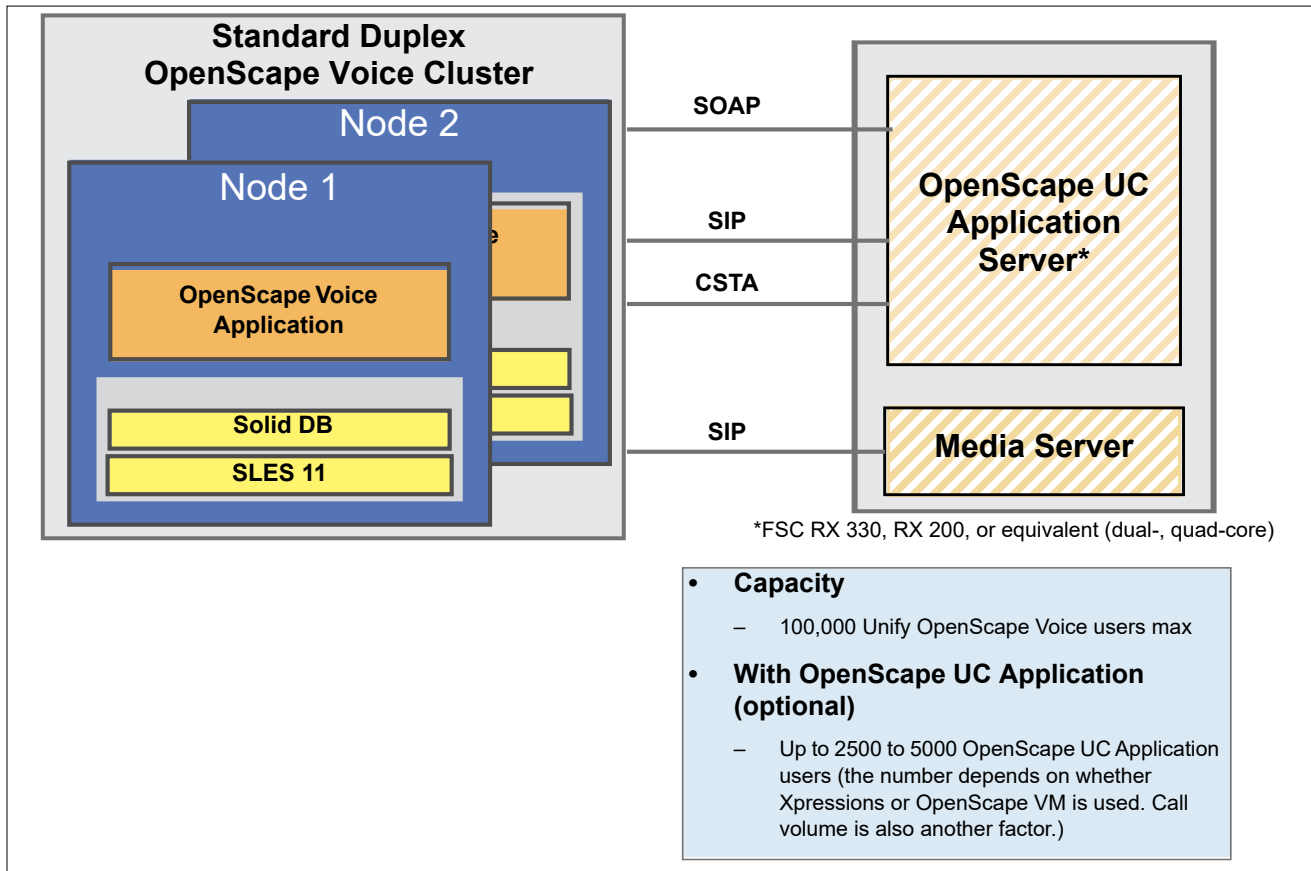 Standard Duplex
OpenScape Voice Cluster
Node 2
Node 1
OpenScape Voice
Application
Solid DB
SLES 11
SOAP
SIP
CSTA
SIP
OpenScape UC
Application
Server*
Media Server
*FSC RX 330, RX 200, or equivalent (dual-, quad-core)
• Capacity
– 100,000 Unify OpenScape Voice users max
• With OpenScape UC Application
(optional)
– Up to 2500 to 5000 OpenScape UC Application
users (the number depends on whether
Xpressions or OpenScape VM is used. Call
volume is also another factor.)